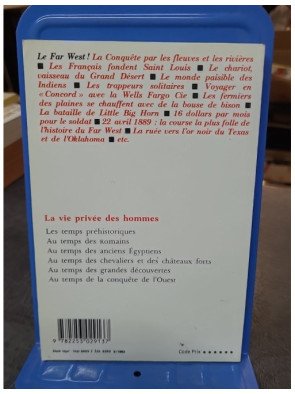 Le Far West ! La Conquête par les fleuves et les rivières
■ Les Français fondent Saint Louis ■ Le chariot,
vaisseau du Grand Désert ■ Le monde paisible des
Indiens ■ Les trappeurs solitaires ■ Voyager en
«Concord» avec la Wells Fargo Cie ■ Les fermiers
des plaines se chauffent avec de la bouse de bison ■
La bataille de Little Big Horn ■ 16 dollars par mois
pour le soldat ■ 22 avril 1889 : la course la plus folle de
l'histoire du Far West ■ La ruée vers l'or noir du Texas
et de l'Oklahoma ■ etc.
La vie privée des hommes
Les temps préhistoriques
Au temps des Romains
Au temps des anciens Égyptiens
Au temps des chevaliers et des châteaux forts
Au temps des grandes découvertes
Au temps de la conquête de l'Ouest
9 782253 029137
Code Prix